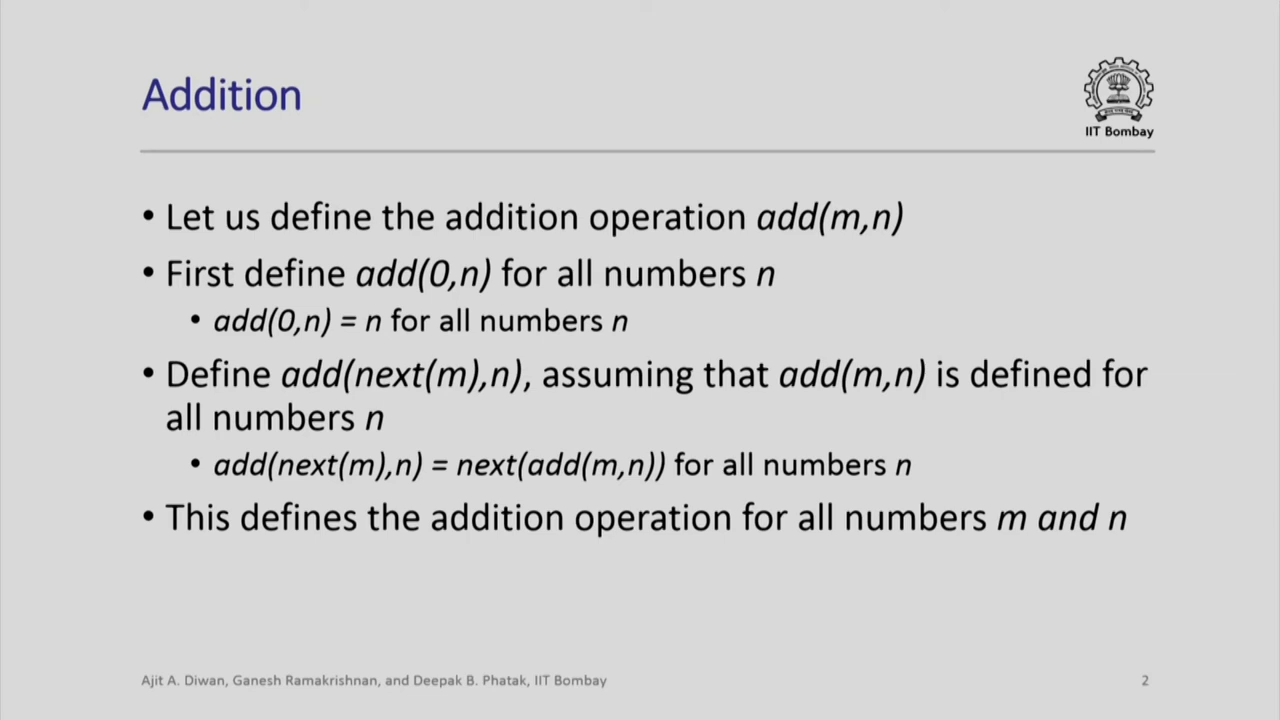 Addition
IIT Bombay
• Let us define the addition operation add(m,n)
• First define add(0,n) for all numbers n
• add(0,n) = n for all numbers n
• Define add(next(m),n), assuming that add(m,n) is defined for
all numbers n
• add(next(m),n) = next(add(m,n)) for all numbers n
• This defines the addition operation for all numbers m and n
Ajit A. Diwan, Ganesh Ramakrishnan, and Deepak B. Phatak, IIT Bombay
2